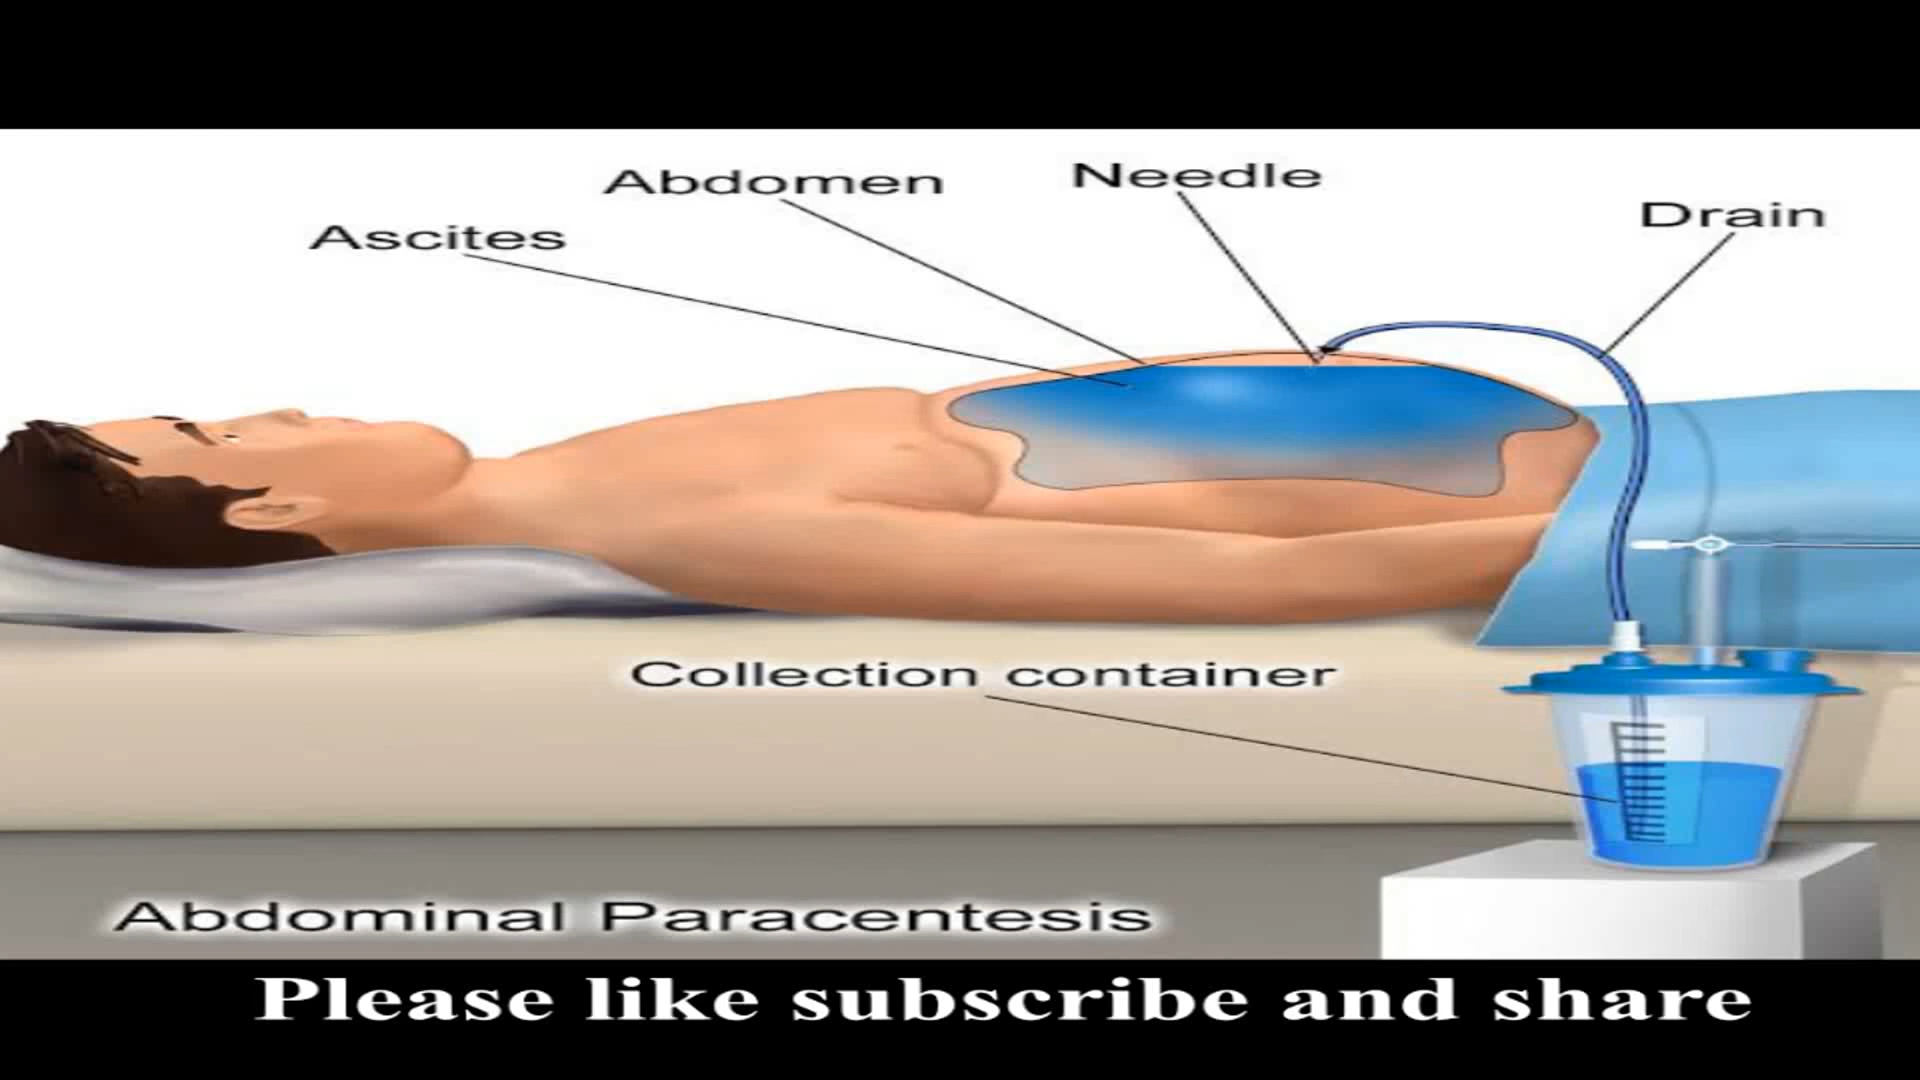 Abdomen
Needle
Drain
Ascites
Collection container
Abdominal Paracentesis
Please like subscribe and share